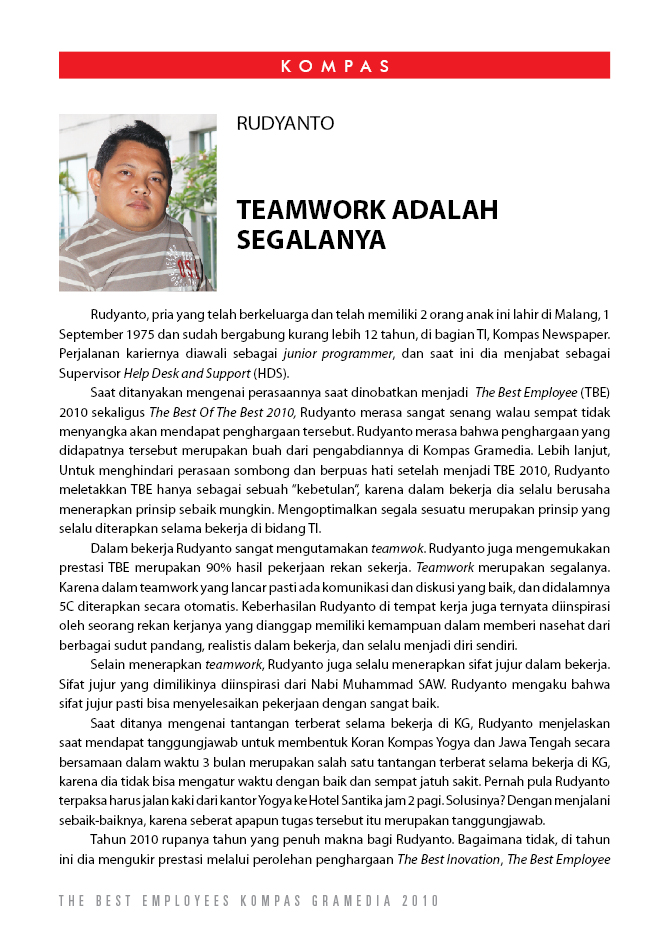 KOMPAS
RUDYANTO
TEAMWORK ADALAH
SEGALANYA
Rudyanto, pria yang telah berkeluarga dan telah memiliki 2 orang anak ini lahir di Malang, 1
September 1975 dan sudah bergabung kurang lebih 12 tahun, di bagian TI, Kompas Newspaper.
Perjalanan kariernya diawali sebagai junior programmer, dan saat ini dia menjabat sebagai
Supervisor Help Desk and Support (HDS).
Saat ditanyakan mengenai perasaannya saat dinobatkan menjadi The Best Employee (TBE)
2010 sekaligus The Best Of The Best 2010, Rudyanto merasa sangat senang walau sempat tidak
menyangka akan mendapat penghargaan tersebut. Rudyanto merasa bahwa penghargaan yang
didapatnya tersebut merupakan buah dari pengabdiannya di Kompas Gramedia. Lebih lanjut,
Untuk menghindari perasaan sombong dan berpuas hati setelah menjadi TBE 2010, Rudyanto
meletakkan TBE hanya sebagai sebuah "kebetulan", karena dalam bekerja dia selalu berusaha
menerapkan prinsip sebaik mungkin. Mengoptimalkan segala sesuatu merupakan prinsip yang
selalu diterapkan selama bekerja di bidang TI.
Dalam bekerja Rudyanto sangat mengutamakan teamwok. Rudyanto juga mengemukakan
prestasi TBE merupakan 90% hasil pekerjaan rekan sekerja. Teamwork merupakan segalanya.
Karena dalam teamwork yang lancar pasti ada komunikasi dan diskusi yang baik, dan didalamnya
5C diterapkan secara otomatis. Keberhasilan Rudyanto di tempat kerja juga ternyata diinspirasi
oleh seorang rekan kerjanya yang dianggap memiliki kemampuan dalam memberi nasehat dari
berbagai sudut pandang, realistis dalam bekerja, dan selalu menjadi diri sendiri.
Selain menerapkan teamwork, Rudyanto juga selalu menerapkan sifat jujur dalam bekerja.
Sifat jujur yang dimilikinya diinspirasi dari Nabi Muhammad SAW. Rudyanto mengaku bahwa
sifat jujur pasti bisa menyelesaikan pekerjaan dengan sangat baik.
Saat ditanya mengenai tantangan terberat selama bekerja di KG, Rudyanto menjelaskan
saat mendapat tanggungjawab untuk membentuk Koran Kompas Yogya dan Jawa Tengah secara
bersamaan dalam waktu 3 bulan merupakan salah satu tantangan terberat selama bekerja di KG,
karena dia tidak bisa mengatur waktu dengan baik dan sempat jatuh sakit. Pernah pula Rudyanto
terpaksa harus jalan kaki dari kantor Yogya ke Hotel Santika jam 2 pagi. Solusinya? Dengan menjalani
sebaik-baiknya, karena seberat apapun tugas tersebut itu merupakan tanggungjawab.
Tahun 2010 rupanya tahun yang penuh makna bagi Rudyanto. Bagaimana tidak, di tahun
ini dia mengukir prestasi melalui perolehan penghargaan The Best Inovation, The Best Employee
THE BEST EMPLOYEES KOMPAS GRAMEDIA 2010